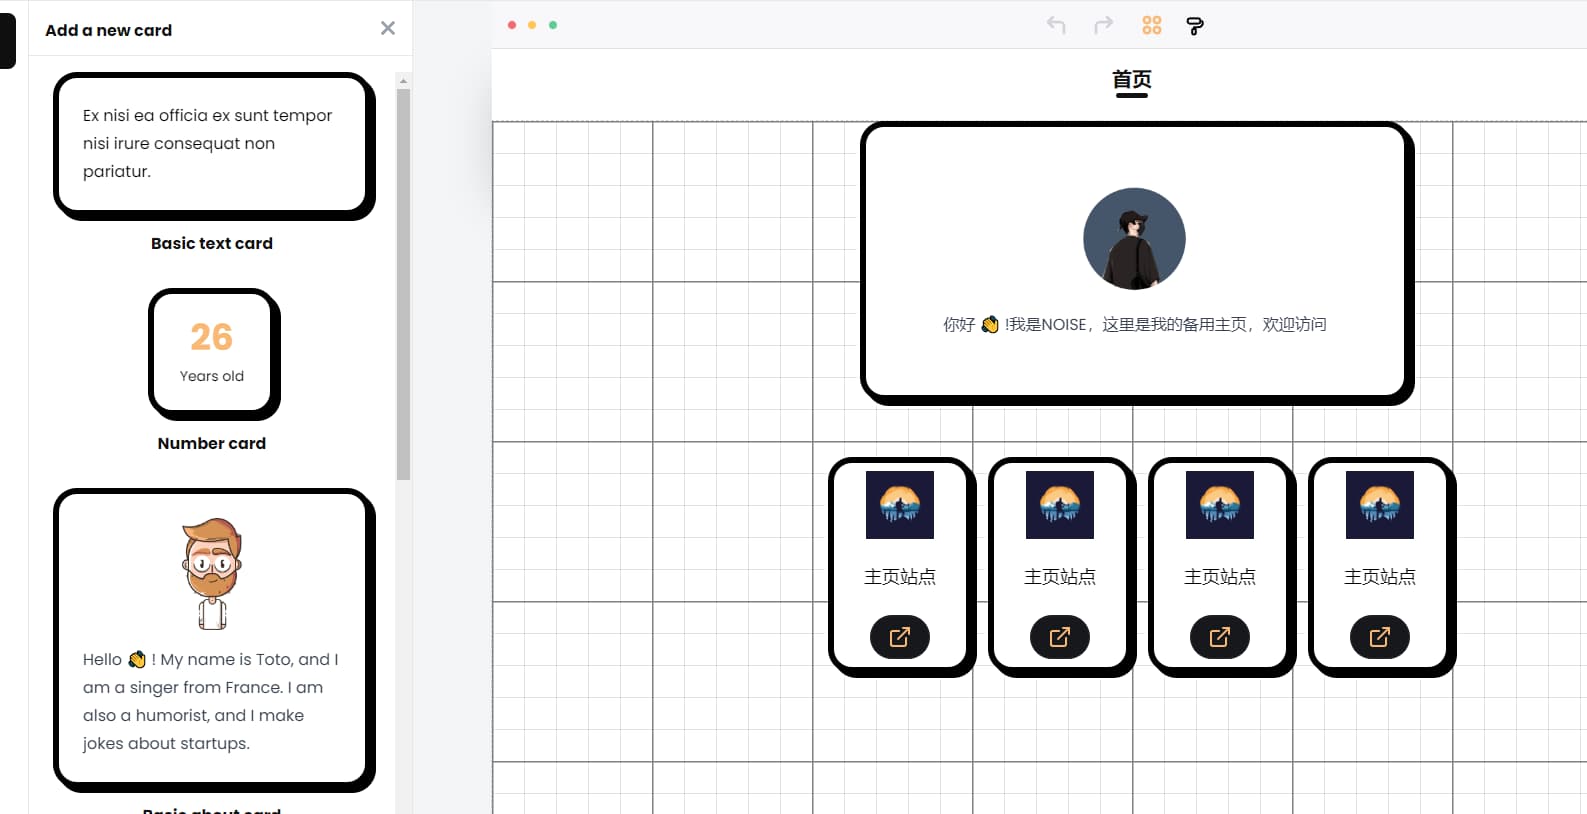 Add a new card
Ex nisi ea officia ex sunt tempor
nisi irure consequat non
pariatur.
Basic text card
26
Years old
Number card
Hello 👋 ! My name is Toto, and I
am a singer from France. I am
also a humorist, and I make
jokes about startups.
Basic about card
首页
你好 👋 !我是NOISE，这里是我的备用主页，欢迎访问
主页站点
主页站点
主页站点
主页站点